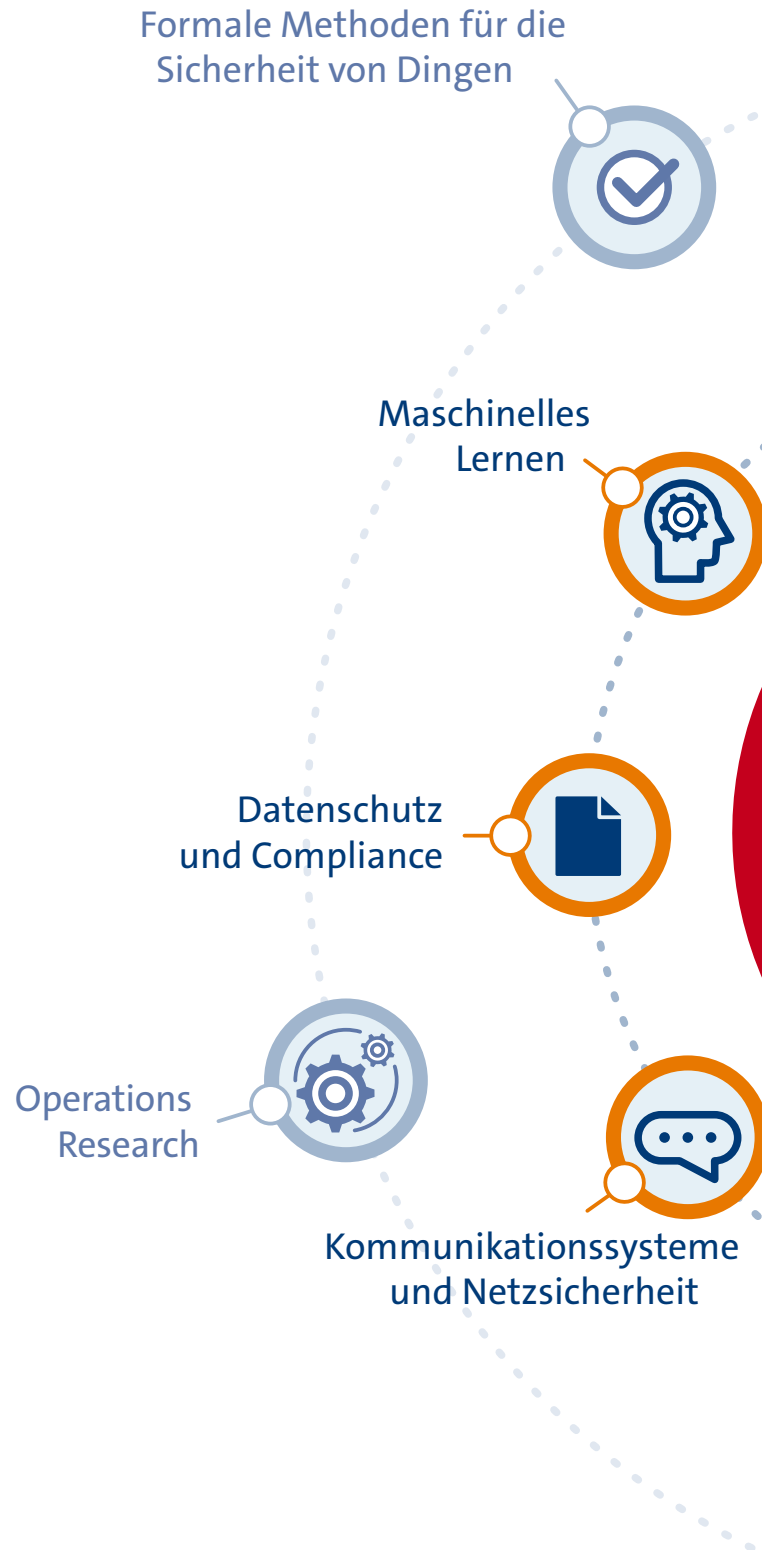 Formale Methoden für die
Sicherheit von Dingen
Maschinelles
Lernen
Datenschutz
und Compliance
Operations
Research
Kommunikationssysteme
und Netzsicherheit